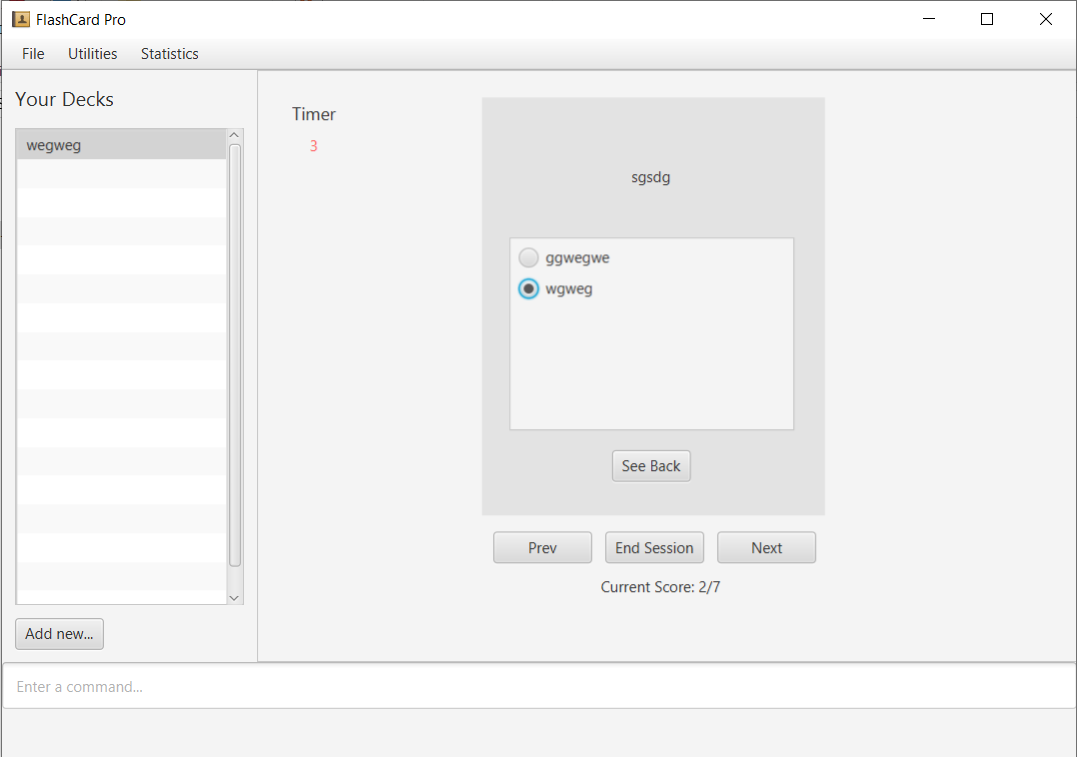 FlashCard Pro
File Utilities Statistics
Your Decks
wegweg
Add new...
Timer
3
sgsdg
ggwegwe
wgweg
See Back
Prev End Session Next
Current Score: 2/7
Enter a command...